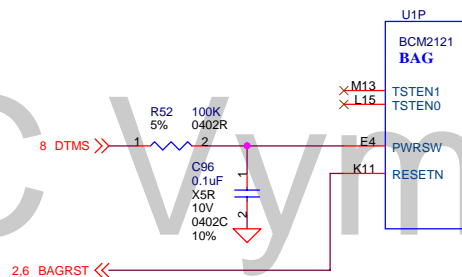 U1P
BCM2121
BAG
M13 TSTEN1
L15 TSTEN0
R52 100K
5% 0402R
8 DTMS 1 2 E4 PWRSW
C96
0.1uF
X5R
10V
0402C
10%
1
2
K11 RESETN
2,6 BAGRST
C Vym